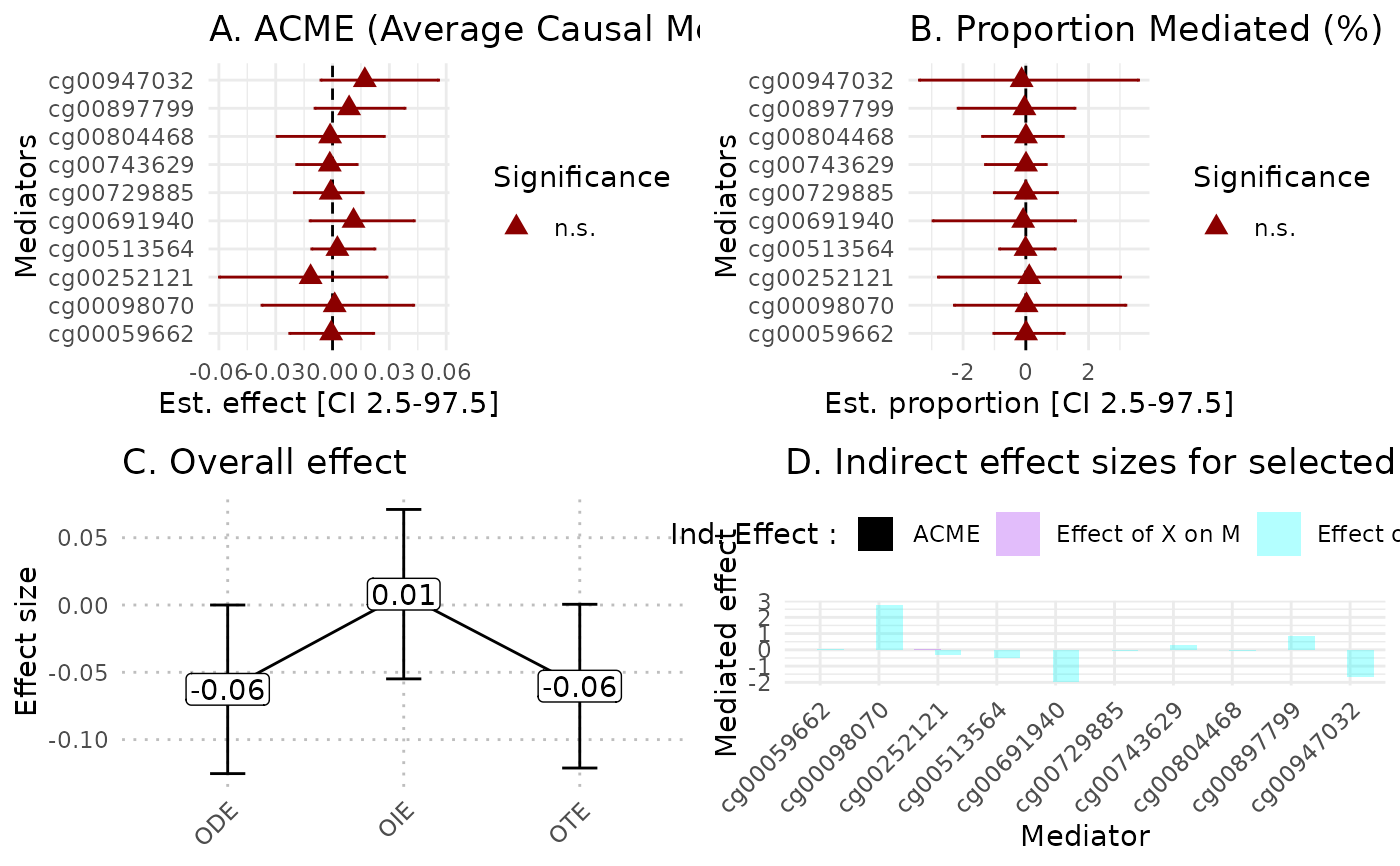 A. ACME (Average Causal Me
Mediators
cg00947032
cg00897799
cg00804468
cg00743629
cg00729885
cg00691940
cg00513564
cg00252121
cg00098070
cg00059662
-0.06 -0.03 0.00 0.03 0.06
Est. effect [CI 2.5-97.5]
Significance
n.s.
B. Proportion Mediated (%)
Mediators
cg00947032
cg00897799
cg00804468
cg00743629
cg00729885
cg00691940
cg00513564
cg00252121
cg00098070
cg00059662
-2 0 2
Est. proportion [CI 2.5-97.5]
Significance
n.s.
C. Overall effect
Effect size
0.05
0.00
-0.05
-0.10
-0.06
0.01
-0.06
ODE
OIE
OTE
D. Indirect effect sizes for selected
Ind. Effect : ACME Effect of X on M Effect o
Mediated effect
3
2
1
0
-1
-2
cg00059662
cg00098070
cg00252121
cg00513564
cg00691940
cg00729885
cg00743629
cg00804468
cg00897799
cg00947032
Mediator